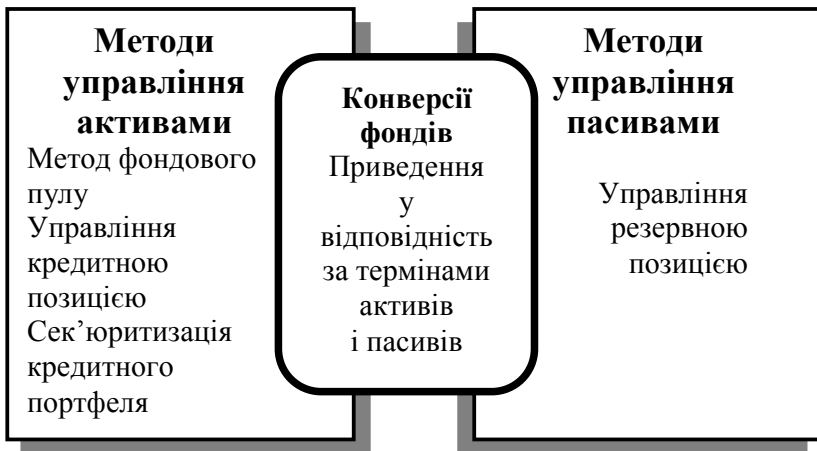 Методи
управління
активами
Метод фондового
пулу
Управління
кредитною
позицією
Сек’юритизація
кредитного
портфеля
Конверсії
фондів
Приведення
у
відповідність
за термінами
активів
і пасивів
Методи
управління
пасивами
Управління
резервною
позицією